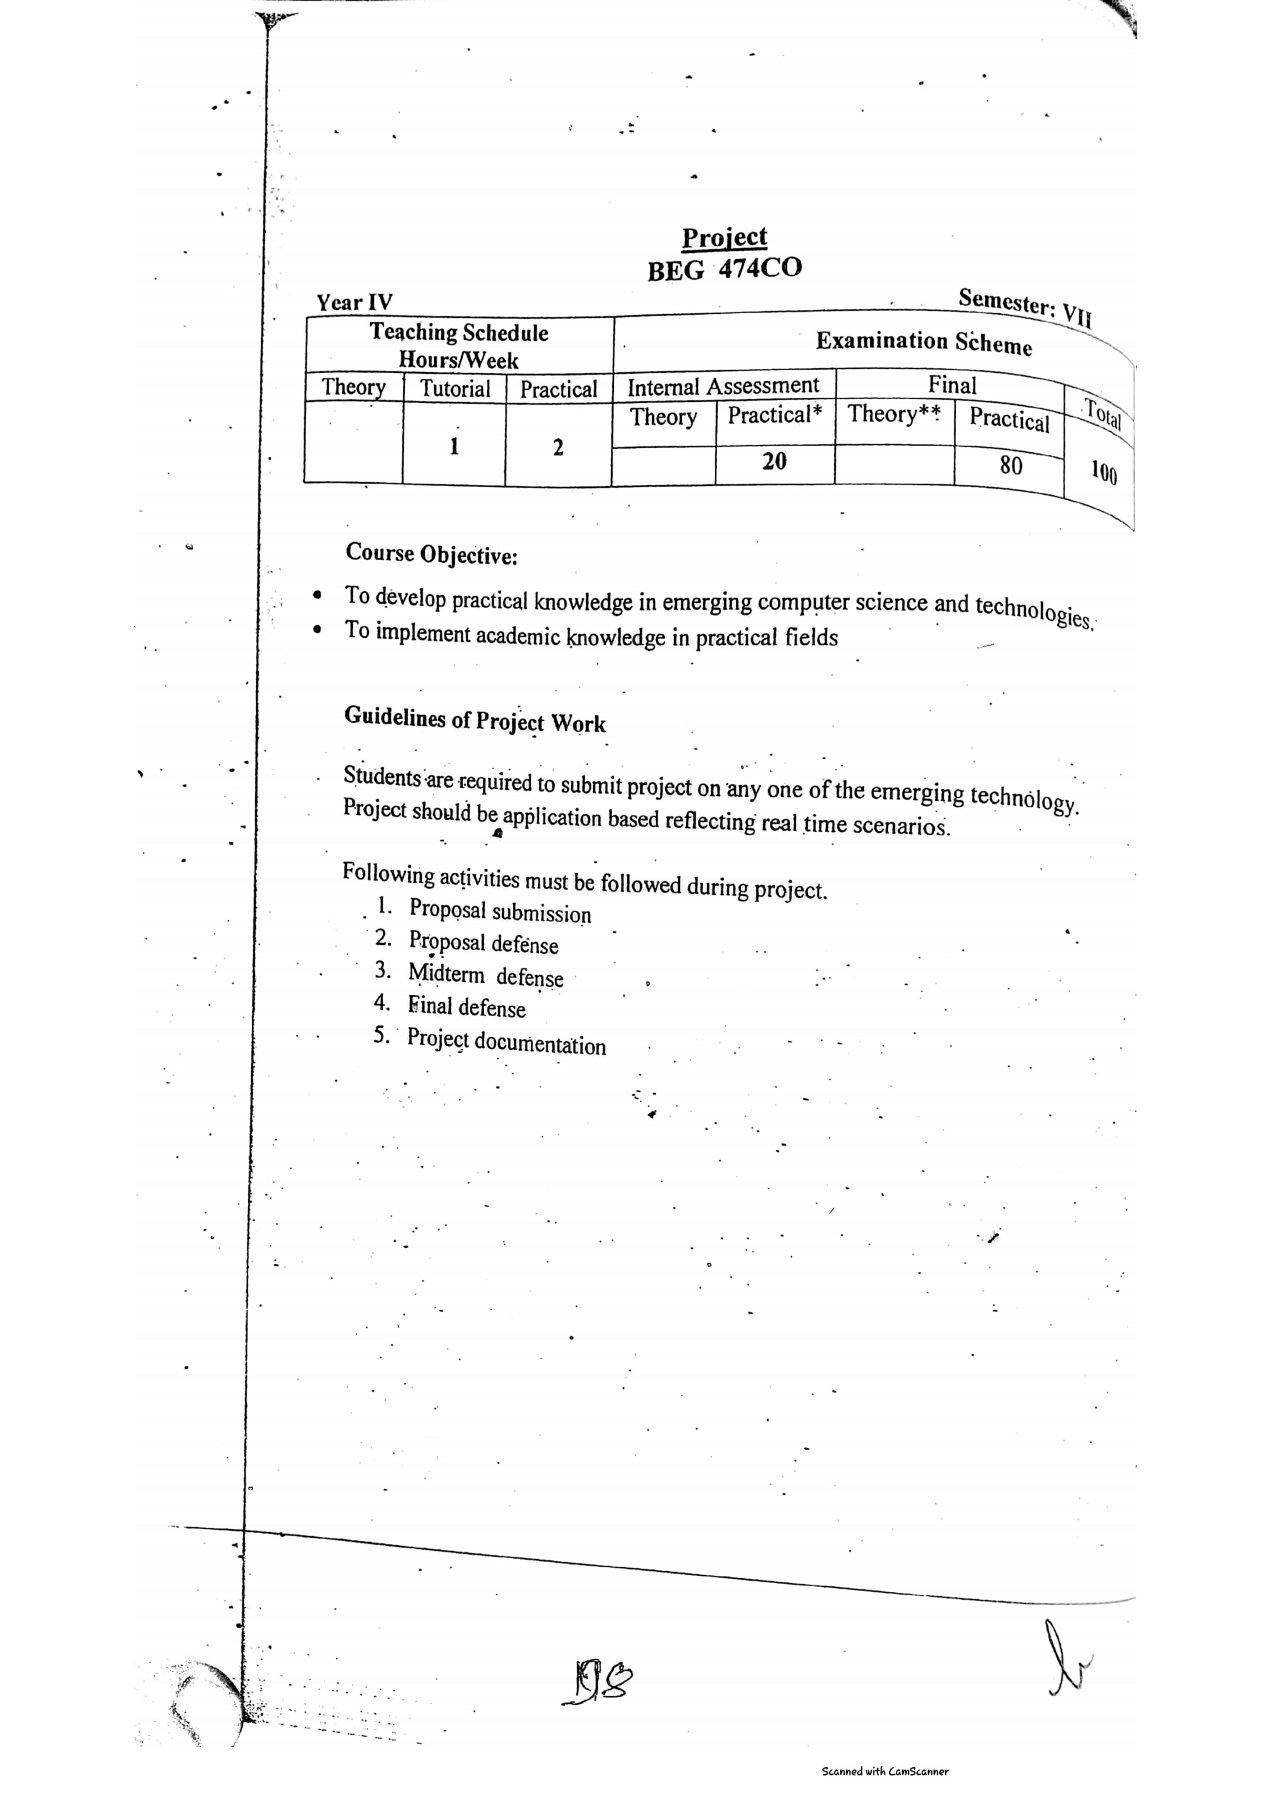 Project
BEG 474CO
Year IV
Semester: VII
Teaching Schedule
Hours/Week
Examination Scheme
Theory Tutorial Practical Internal Assessment Final Total
Theory Practical* Theory** Practical
1 2 20 80 100
Course Objective:
• To develop practical knowledge in emerging computer science and technologies.
• To implement academic knowledge in practical fields
Guidelines of Project Work
Students are required to submit project on any one of the emerging technology.
Project should be application based reflecting real time scenarios.
Following activities must be followed during project.
1. Proposal submission
2. Proposal defense
3. Midterm defense
4. Final defense
5. Project documentation
Scanned with CamScanner